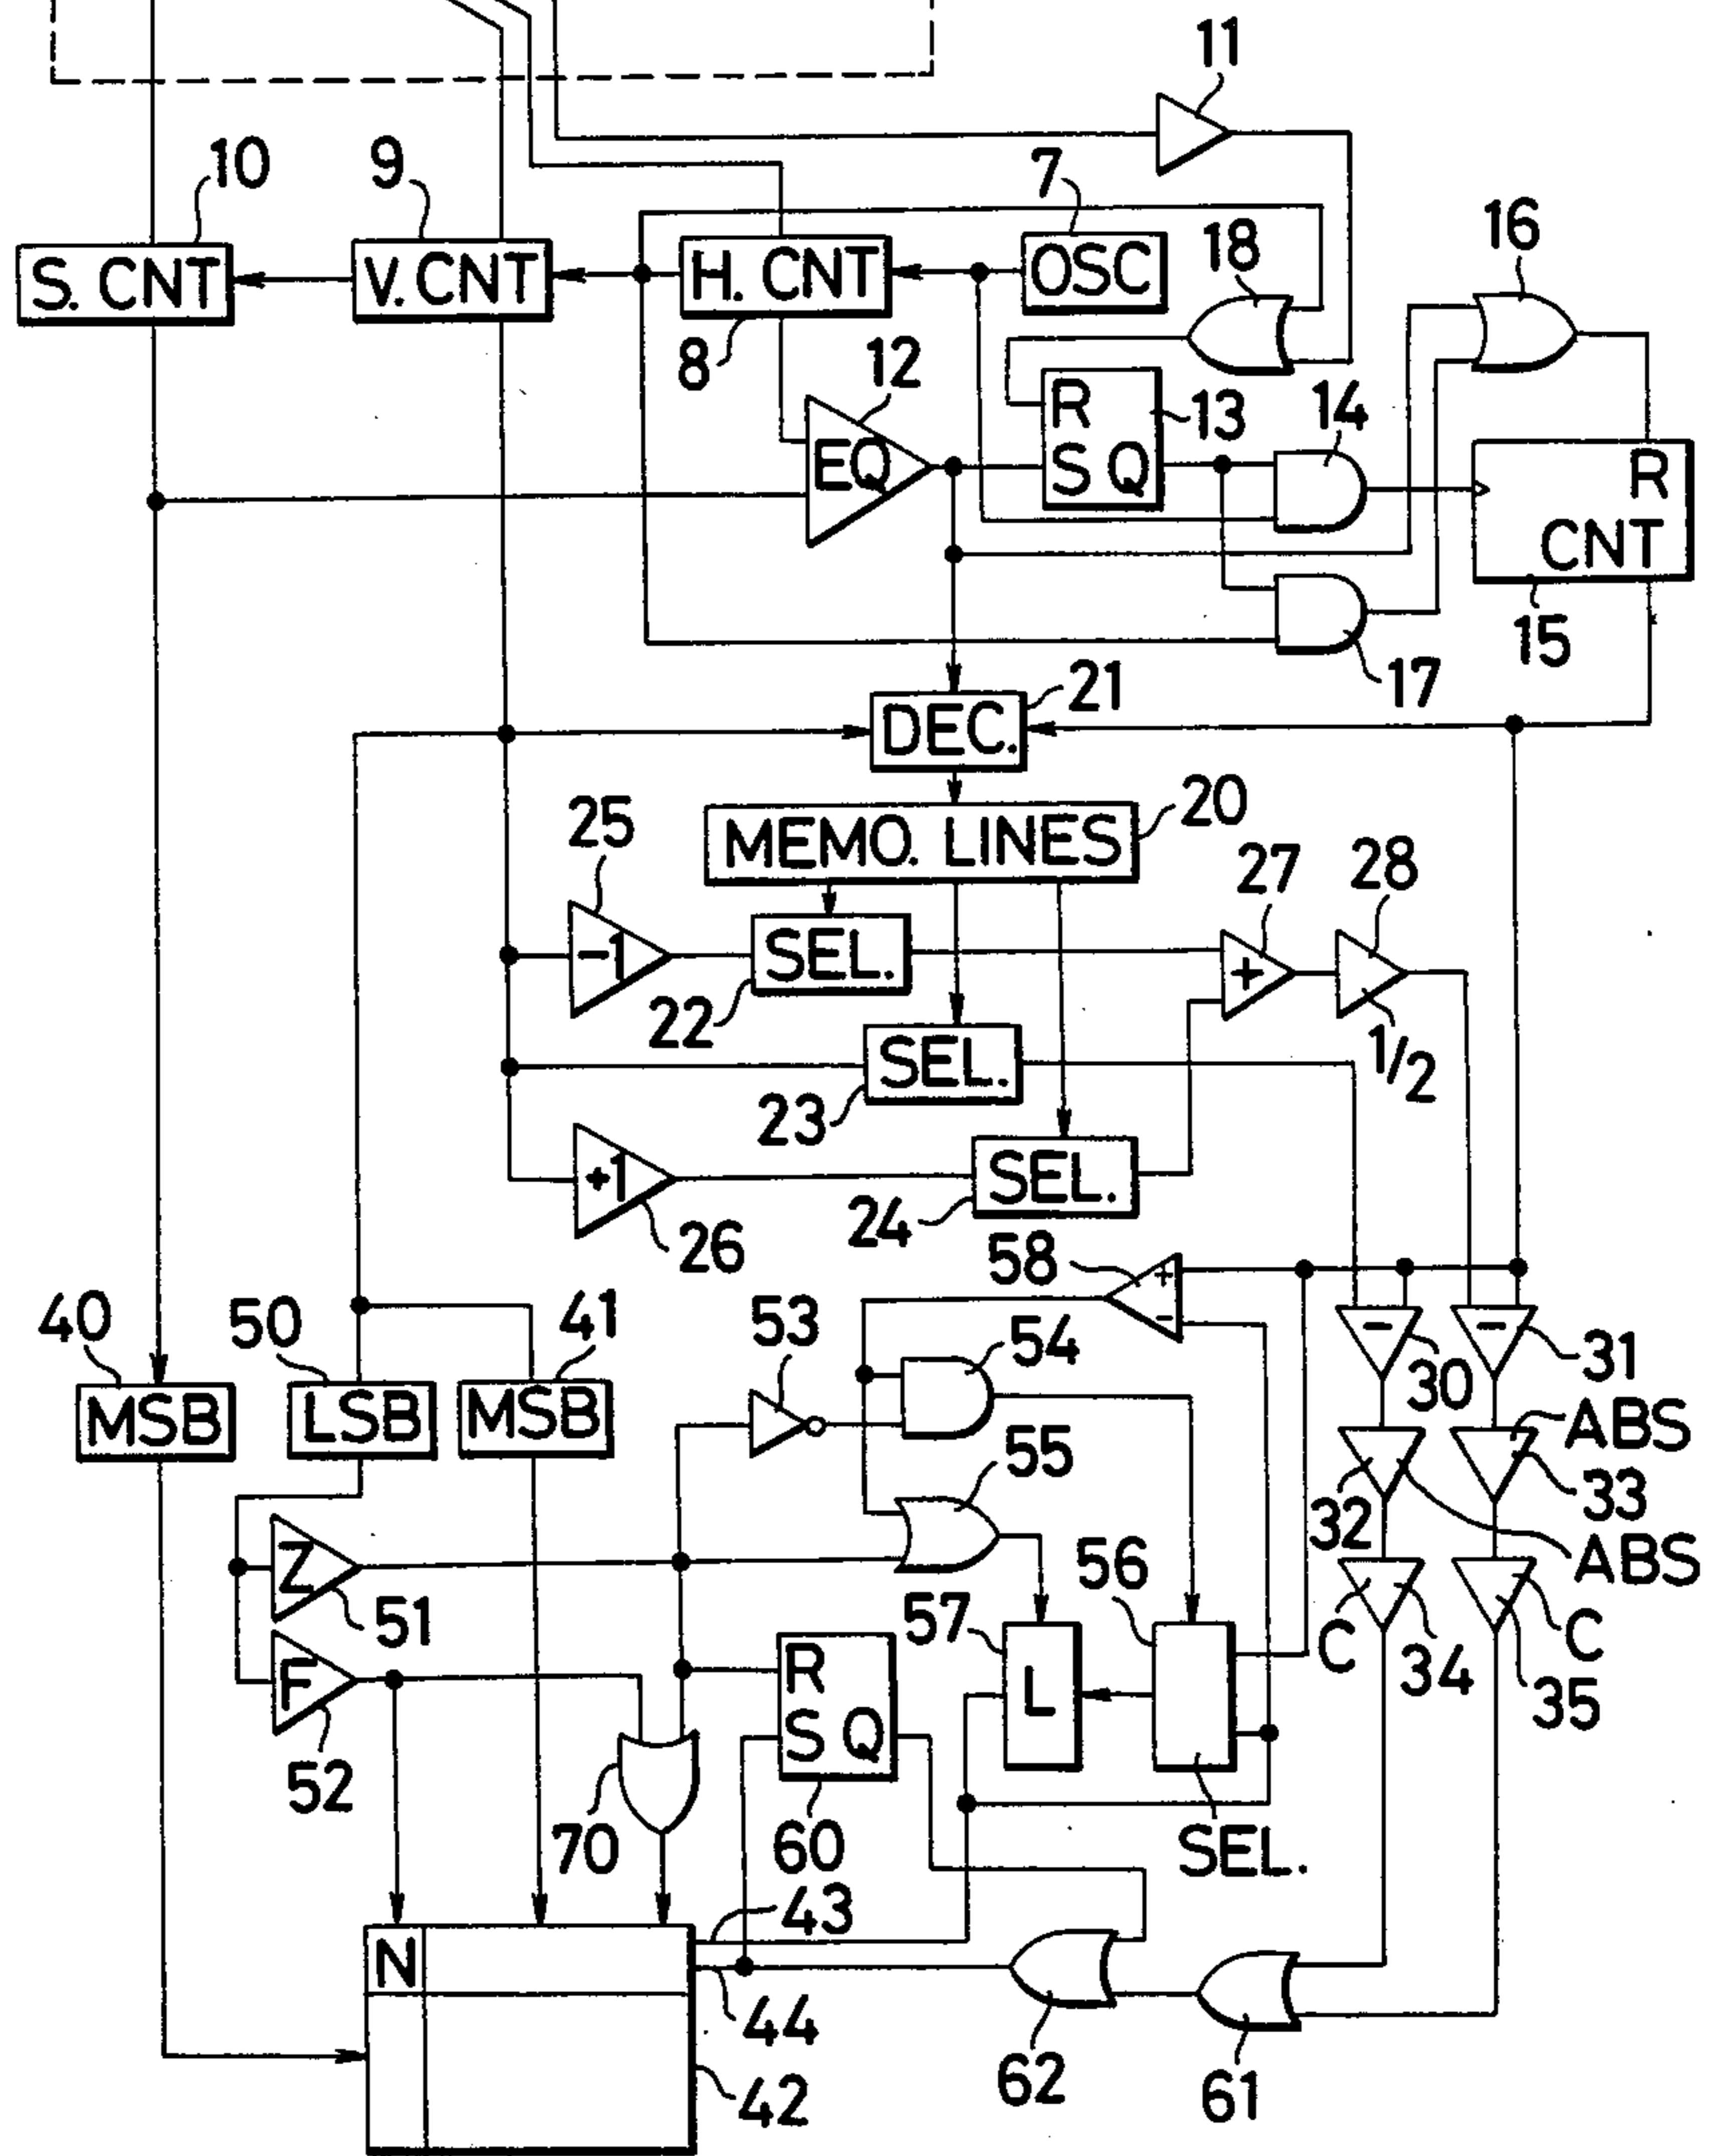 11
10
9
7
S. CNT
V. CNT
H. CNT
OSC
18
16
8
12
EQ
R
S Q
13
14
R
CNT
15
17
21
DEC.
20
MEMO. LINES
25
-1
22
SEL.
27
+
28
1/2
23
SEL.
+1
26
24
SEL.
58
+
-
40
50
41
53
54
-
30
-
31
MSB
LSB
MSB
55
ABS
32
33
ABS
Z
51
56
57
C
34
C
35
F
52
R
S Q
60
L
SEL.
70
43
N
44
42
62
61